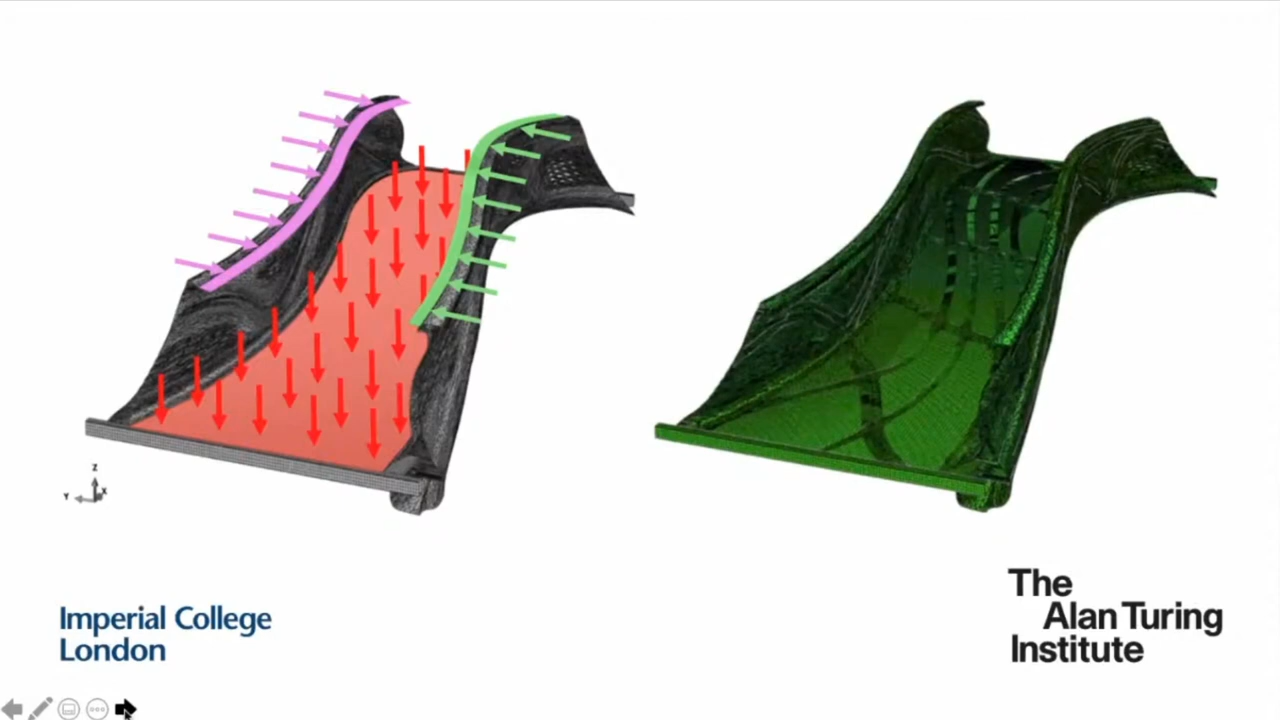 Z
Y
X
Imperial College
London
The
Alan Turing
Institute